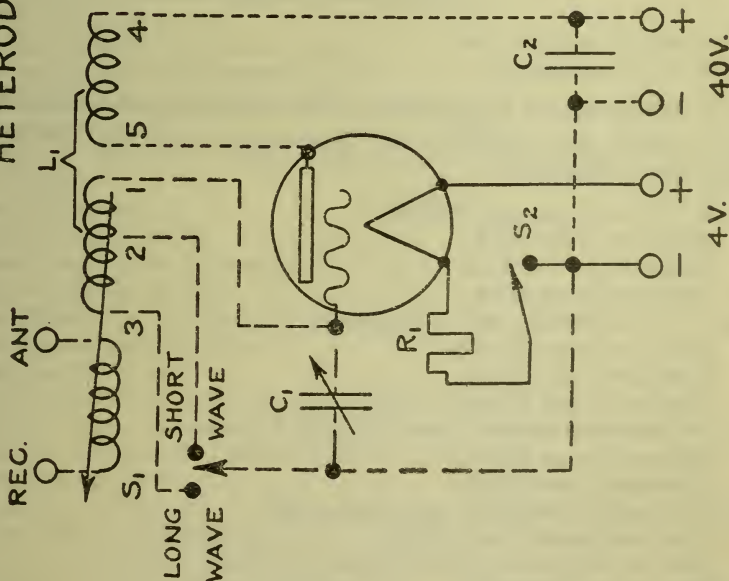 HETEROD
REC.
ANT
L1
4
5
1
2
3
S1
LONG
WAVE
SHORT
WAVE
C1
R1
S2
C2
+
−
40V.
+
−
4V.